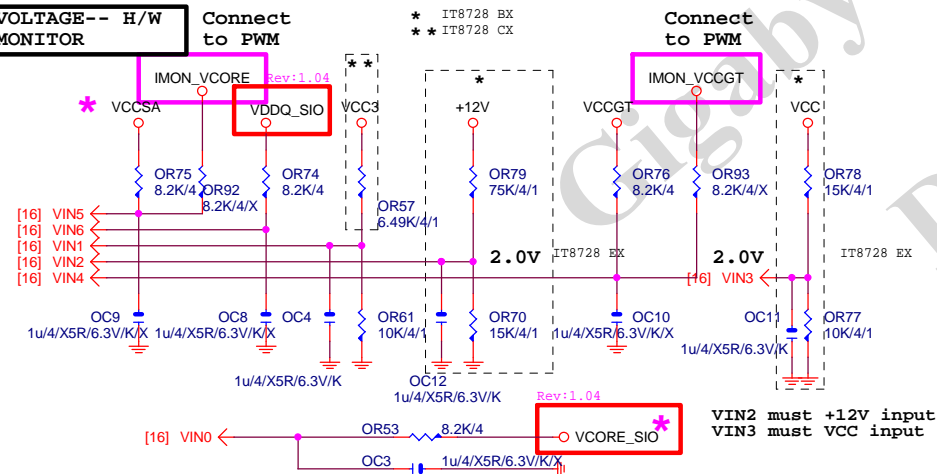 VOLTAGE-- H/W
MONITOR
Connect
to PWM
* IT8728 BX
** IT8728 CX
Connect
to PWM
Gigaby
IMON_VCORE
Rev:1.04
**
*
IMON_VCCGT
*
*
VCCSA
VDDQ_SIO
VCC3
+12V
VCCGT
VCC
OR75
8.2K/4
OR92
8.2K/4/X
OR74
8.2K/4
OR57
6.49K/4/1
OR79
75K/4/1
OR76
8.2K/4
OR93
8.2K/4/X
OR78
15K/4/1
[16] VIN5
[16] VIN6
[16] VIN1
[16] VIN2
[16] VIN4
2.0V
IT8728 EX
2.0V
[16] VIN3
IT8728 EX
OC9
1u/4/X5R/6.3V/K/X
OC8
1u/4/X5R/6.3V/K/X
OC4
1u/4/X5R/6.3V/K
OR61
10K/4/1
OC12
1u/4/X5R/6.3V/K
OR70
15K/4/1
OC10
1u/4/X5R/6.3V/K/X
OC11
1u/4/X5R/6.3V/K
OR77
10K/4/1
Rev:1.04
[16] VIN0
OR53
8.2K/4
VCORE_SIO
*
OC3
1u/4/X5R/6.3V/K/X
VIN2 must +12V input
VIN3 must VCC input